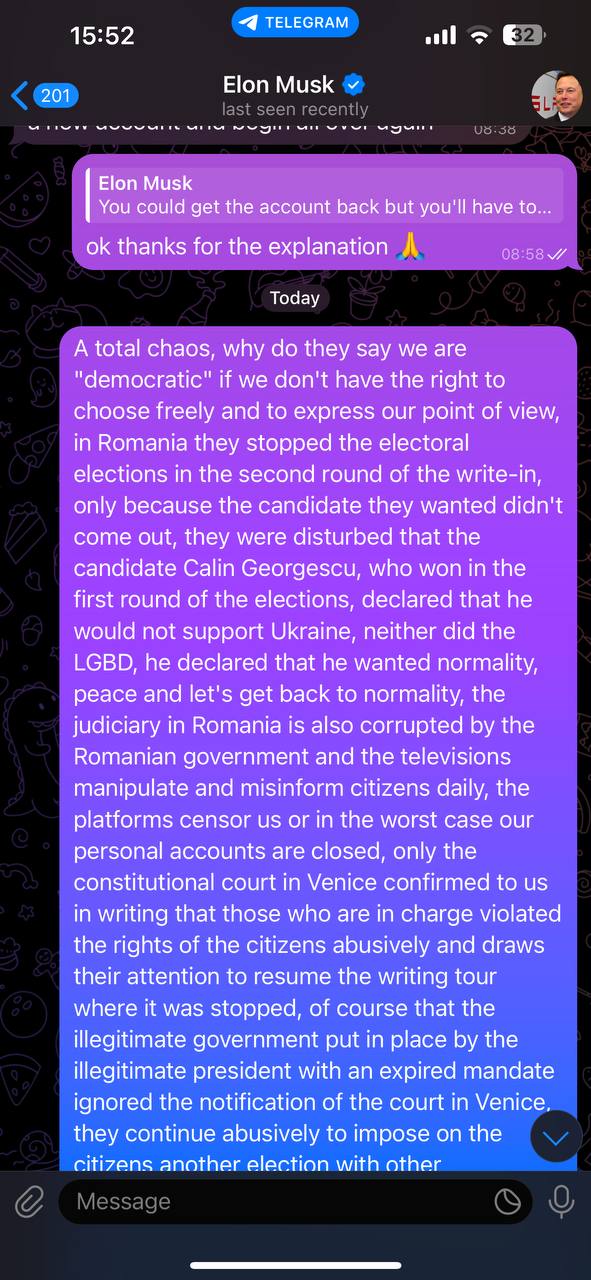 15:52
TELEGRAM
32
201
Elon Musk
last seen recently
a new account and begin all over again 08:38
Elon Musk
You could get the account back but you'll have to...
ok thanks for the explanation 🙏
08:58
Today
A total chaos, why do they say we are
"democratic" if we don't have the right to
choose freely and to express our point of view,
in Romania they stopped the electoral
elections in the second round of the write-in,
only because the candidate they wanted didn't
come out, they were disturbed that the
candidate Calin Georgescu, who won in the
first round of the elections, declared that he
would not support Ukraine, neither did the
LGBD, he declared that he wanted normality,
peace and let's get back to normality, the
judiciary in Romania is also corrupted by the
Romanian government and the televisions
manipulate and misinform citizens daily, the
platforms censor us or in the worst case our
personal accounts are closed, only the
constitutional court in Venice confirmed to us
in writing that those who are in charge violated
the rights of the citizens abusively and draws
their attention to resume the writing tour
where it was stopped, of course that the
illegitimate government put in place by the
illegitimate president with an expired mandate
ignored the notification of the court in Venice,
they continue abusively to impose on the
citizens another election with other
Message